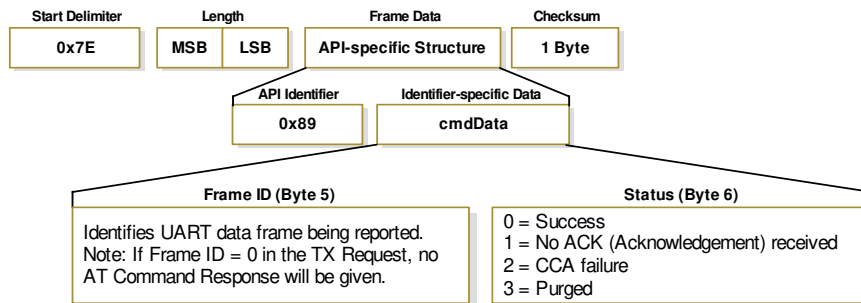 Start Delimiter Length Frame Data Checksum
0x7E MSB LSB API-specific Structure 1 Byte
API Identifier Identifier-specific Data
0x89 cmdData
Frame ID (Byte 5)
Identifies UART data frame being reported.
Note: If Frame ID = 0 in the TX Request, no
AT Command Response will be given.
Status (Byte 6)
0 = Success
1 = No ACK (Acknowledgement) received
2 = CCA failure
3 = Purged